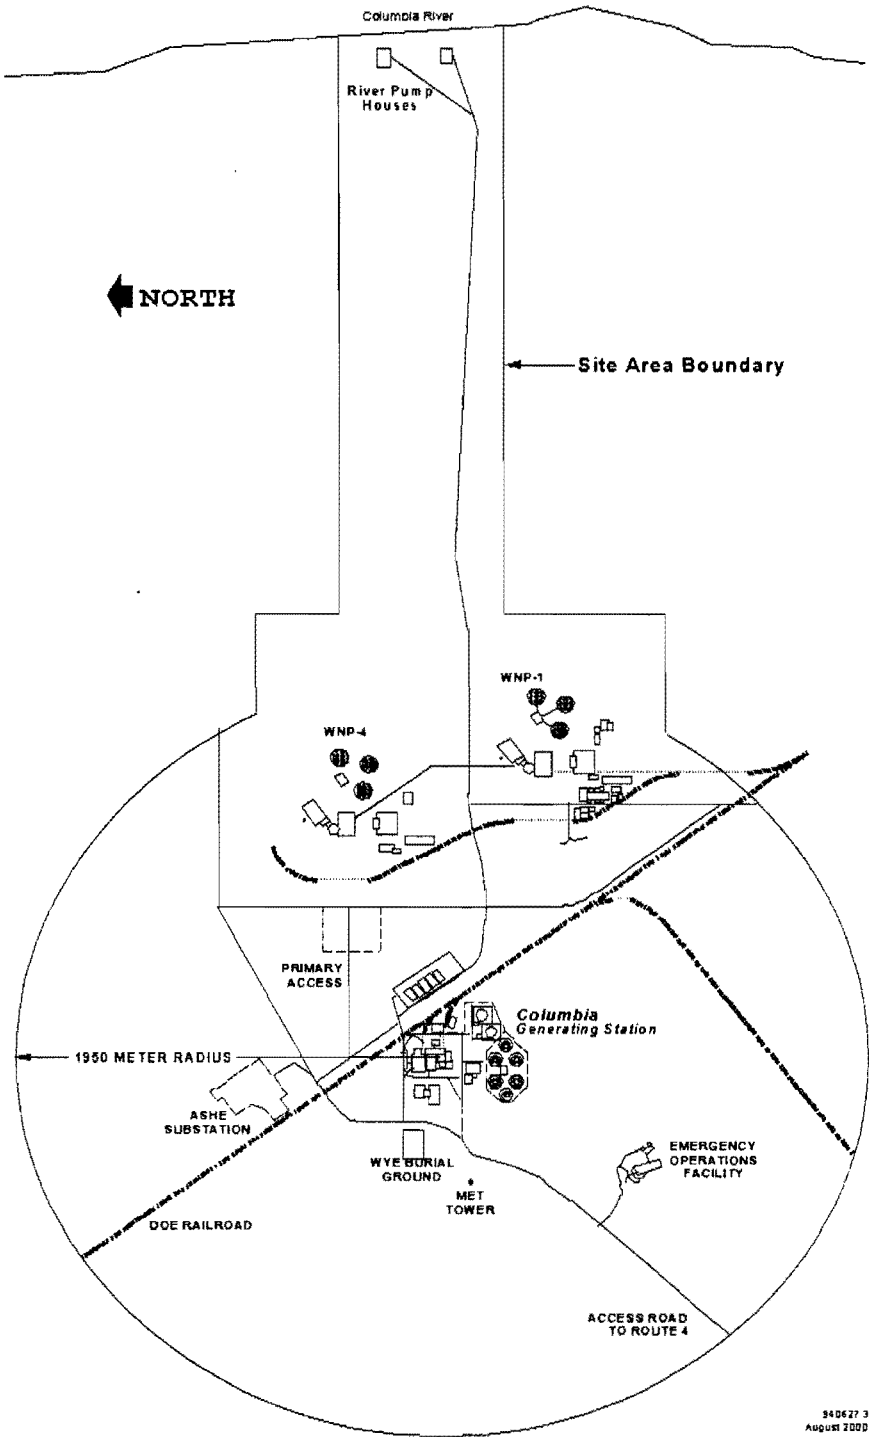 Columbia River
River Pump
Houses
NORTH
Site Area Boundary
WNP-1
WNP-4
PRIMARY
ACCESS
Columbia
Generating Station
1950 METER RADIUS
ASHE
SUBSTATION
WYE BURIAL
GROUND
EMERGENCY
OPERATIONS
FACILITY
MET
TOWER
DOE RAILROAD
ACCESS ROAD
TO ROUTE 4
940627 3
August 2000